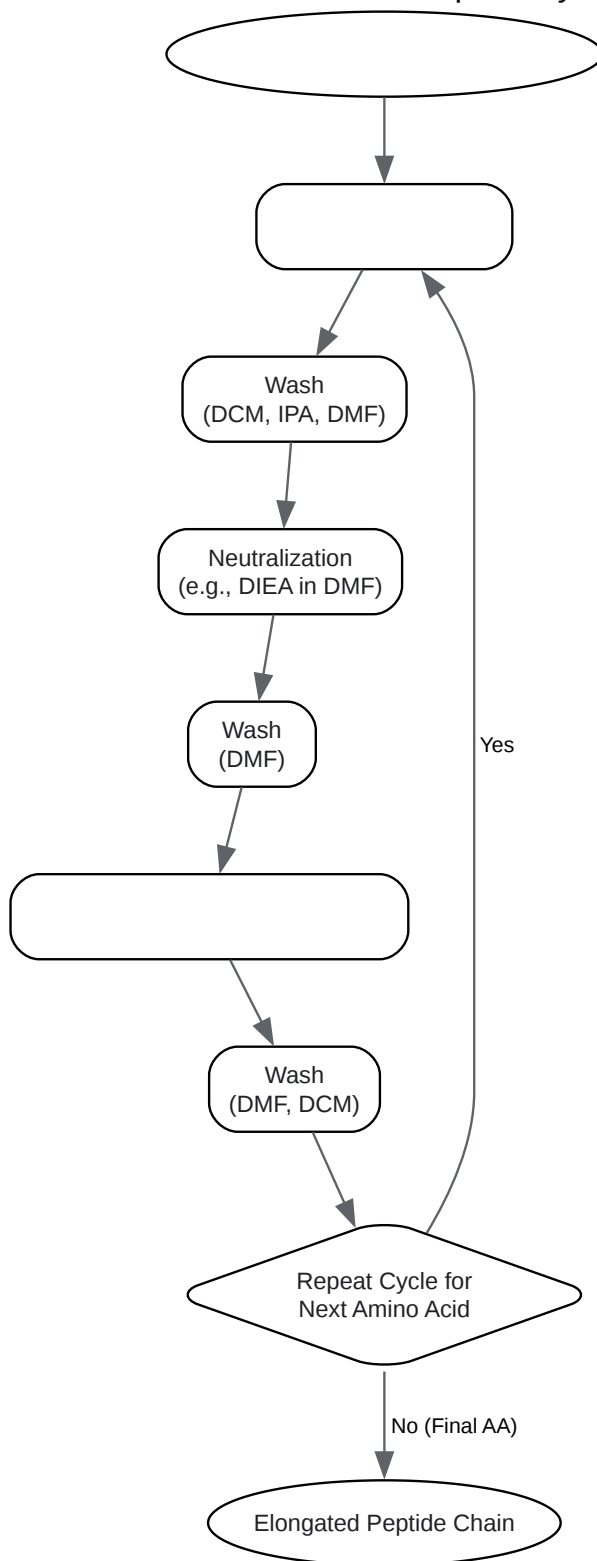 Wash
(DCM, IPA, DMF)
Neutralization
(e.g., DIEA in DMF)
Wash
(DMF)
Yes
Wash
(DMF, DCM)
Repeat Cycle for
Next Amino Acid
No (Final AA)
Elongated Peptide Chain